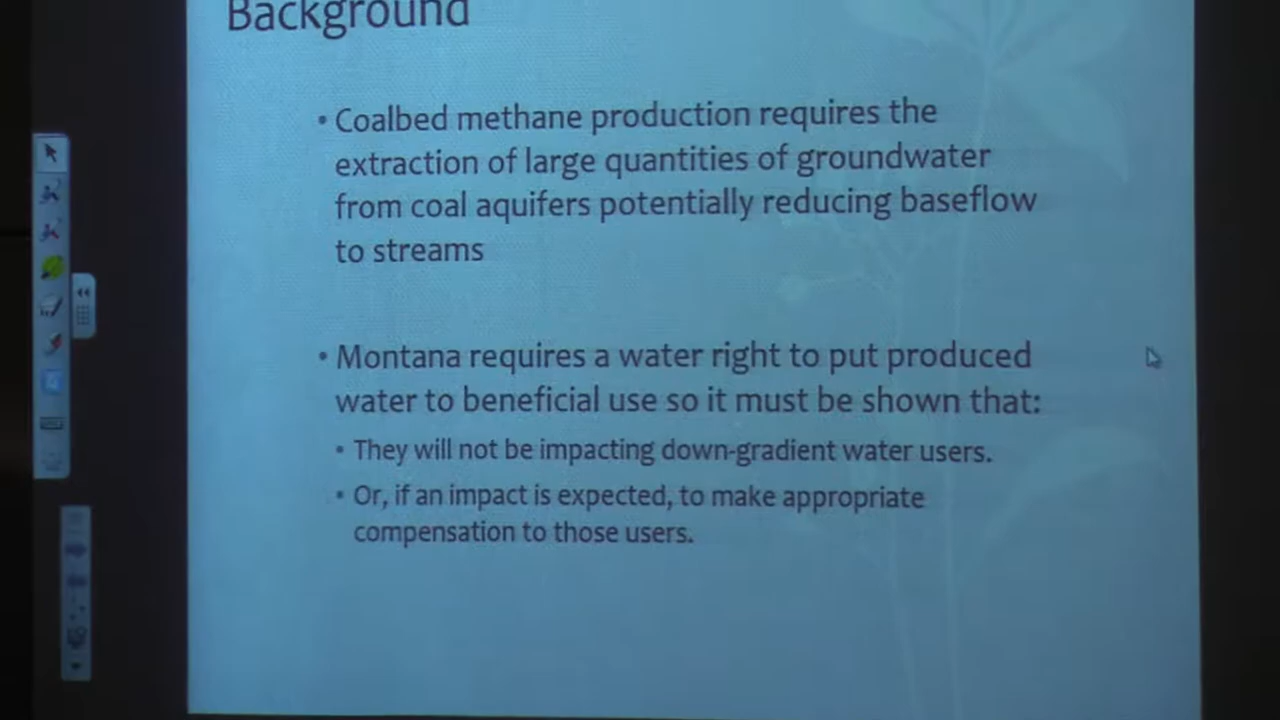 Background
• Coalbed methane production requires the
extraction of large quantities of groundwater
from coal aquifers potentially reducing baseflow
to streams
• Montana requires a water right to put produced
water to beneficial use so it must be shown that:
• They will not be impacting down-gradient water users.
• Or, if an impact is expected, to make appropriate
compensation to those users.